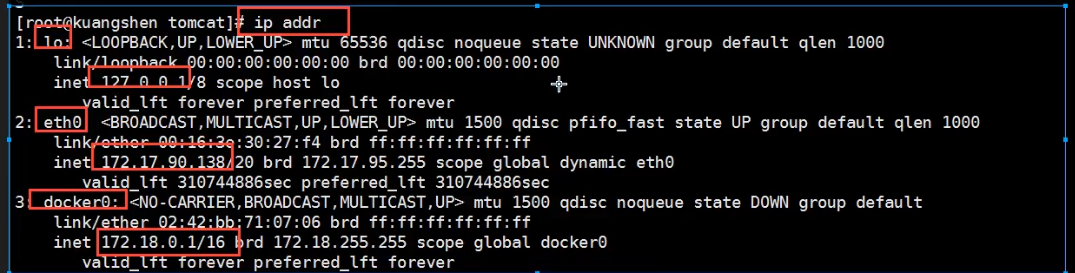 [root@kuangshen tomcat]# ip addr
1: lo: <LOOPBACK,UP,LOWER_UP> mtu 65536 qdisc noqueue state UNKNOWN group default qlen 1000
link/loopback 00:00:00:00:00:00 brd 00:00:00:00:00:00
inet 127.0.0.1/8 scope host lo
valid_lft forever preferred_lft forever
2: eth0 <BROADCAST,MULTICAST,UP,LOWER_UP> mtu 1500 qdisc pfifo_fast state UP group default qlen 1000
link/ether 00:16:3e:30:27:f4 brd ff:ff:ff:ff:ff:ff
inet 172.17.90.138/20 brd 172.17.95.255 scope global dynamic eth0
valid_lft 310744886sec preferred_lft 310744886sec
3: docker0: <NO-CARRIER,BROADCAST,MULTICAST,UP> mtu 1500 qdisc noqueue state DOWN group default
link/ether 02:42:bb:71:07:06 brd ff:ff:ff:ff:ff:ff
inet 172.18.0.1/16 brd 172.18.255.255 scope global docker0
valid_lft forever preferred_lft forever